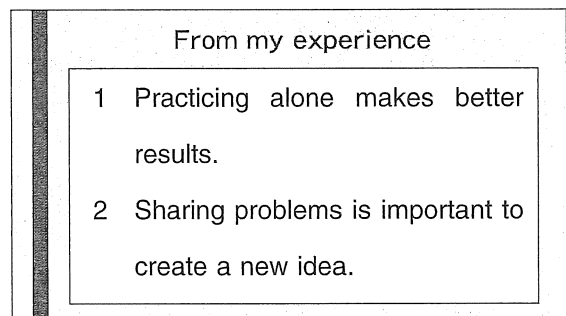 From my experience
1 Practicing alone makes better
results.
2 Sharing problems is important to
create a new idea.